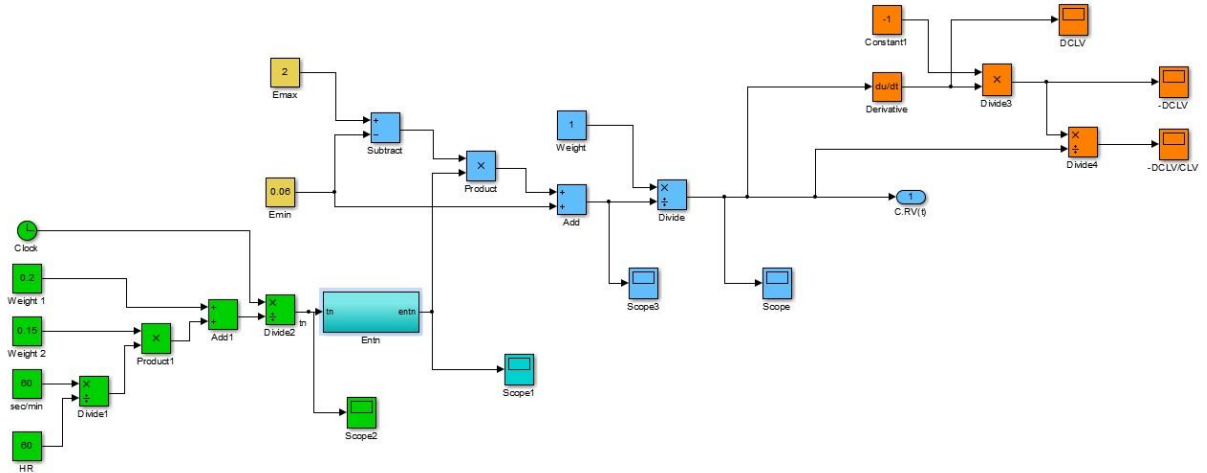 -1
Constant1
DCLV
2
Emax
du/dt
Derivative
×
Divide3
-DCLV
+
−
Subtract
1
Weight
×
÷
Divide4
-DCLV/CLV
×
Product
0.06
Emin
+
+
Add
×
÷
Divide
1
C.RV(t)
Clock
0.2
Weight 1
+
+
Add1
×
÷
Divide2
tn
tn
entn
Entn
Scope3
Scope
0.15
Weight 2
×
Product1
60
sec/min
×
÷
Divide1
Scope1
Scope2
60
HR